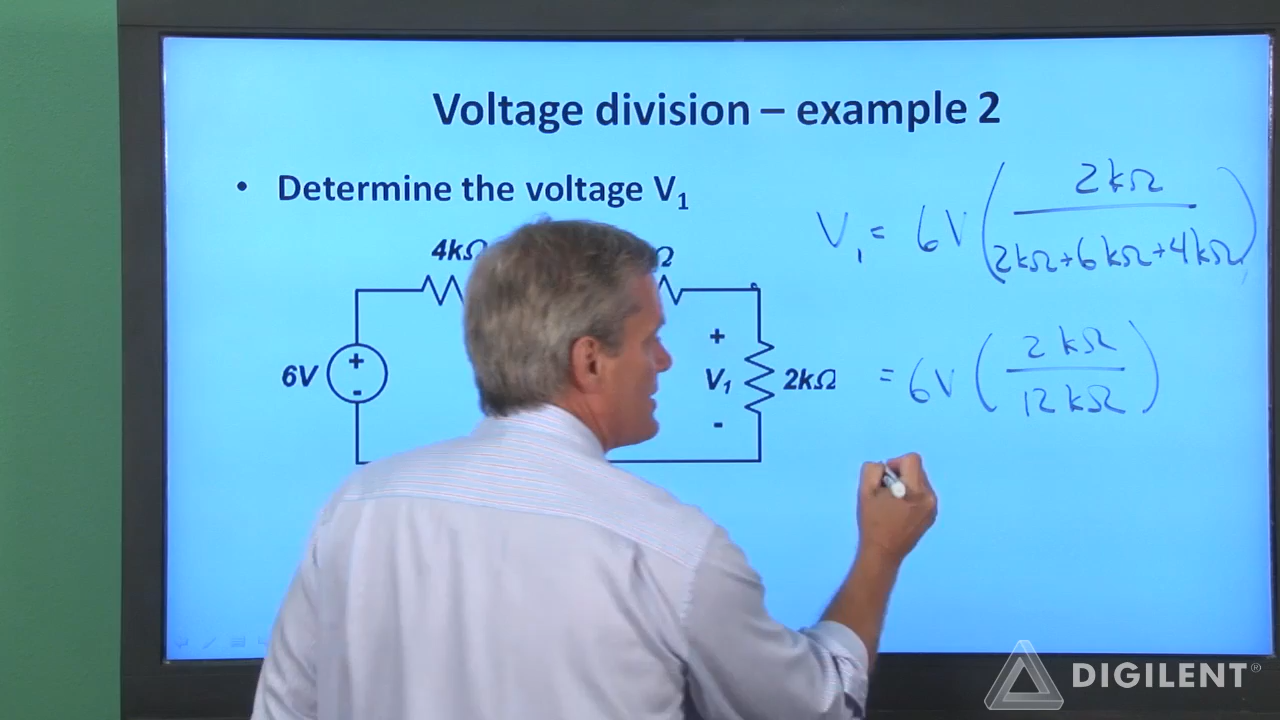 Voltage division – example 2
• Determine the voltage V₁
4kΩ
Ω
6V
+
-
+
V₁
-
2kΩ
V₁ = 6V (2kΩ / 2kΩ+6kΩ+4kΩ)
= 6V (2kΩ / 12kΩ)
DIGILENT®